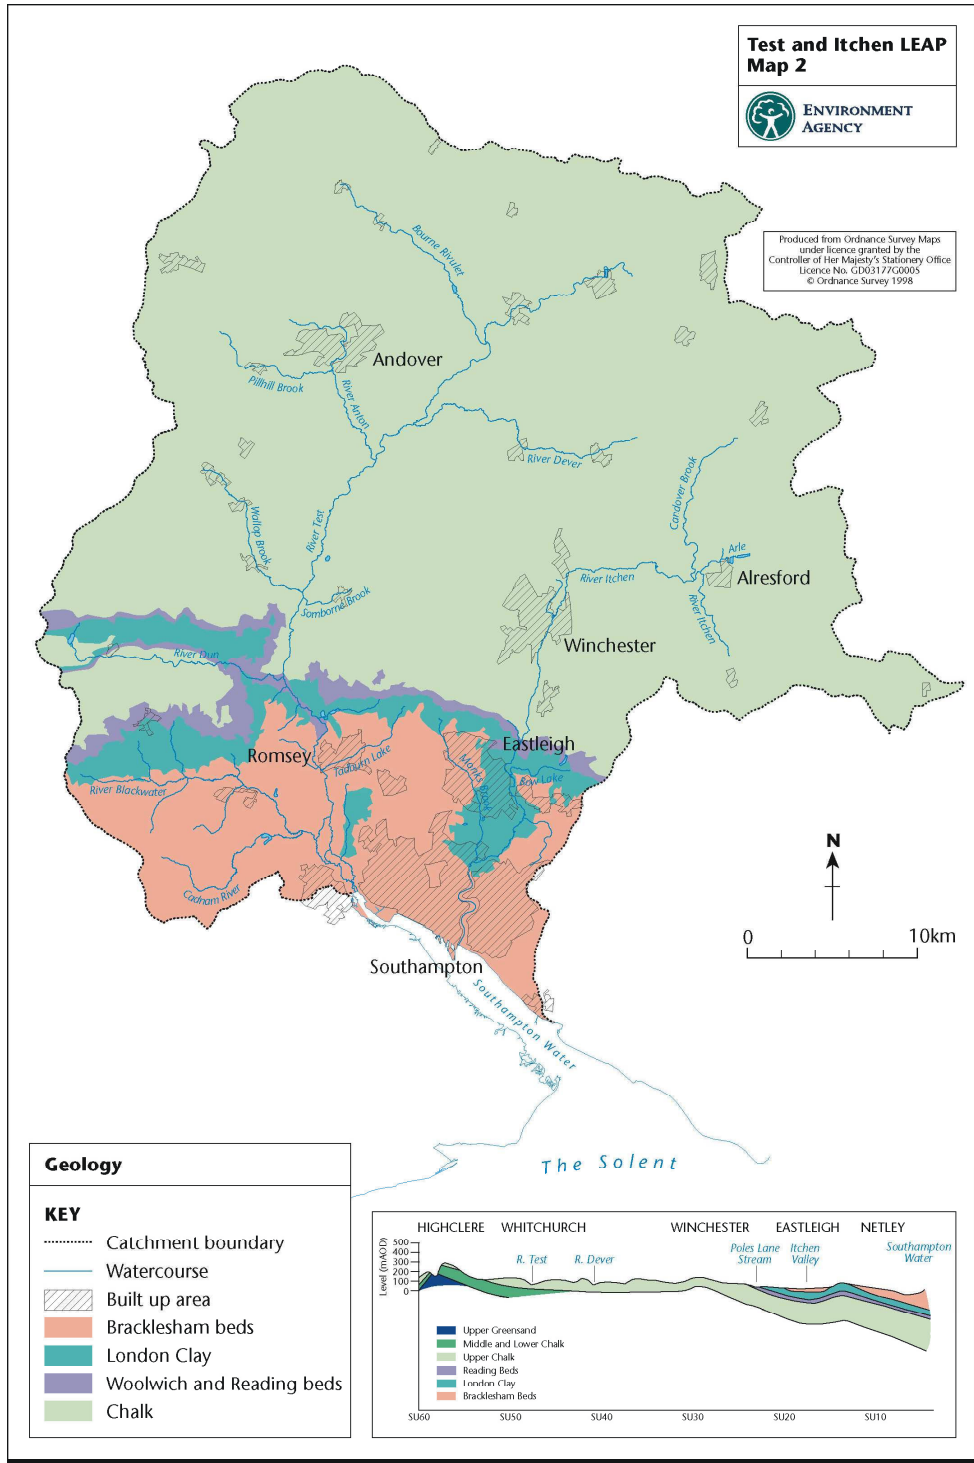 Test and Itchen LEAP
Map 2
ENVIRONMENT
AGENCY
Produced from Ordnance Survey Maps
under licence granted by the
Controller of Her Majesty's Stationery Office
Licence No. GD03177G0005
© Ordnance Survey 1998
Bourne Rivulet
Andover
Pillhill Brook
River Anton
River Dever
Candover Brook
Wallop Brook
River Test
Arle
River Itchen
Alresford
Somborne Brook
River Itchen
Winchester
River Dun
Eastleigh
Romsey
Tadburn Lake
Monks Brook
Bow Lake
River Blackwater
Cadnam River
N
0 10km
Southampton
Southampton Water
The Solent
Geology
KEY
Catchment boundary
Watercourse
Built up area
Bracklesham beds
London Clay
Woolwich and Reading beds
Chalk
HIGHCLERE WHITCHURCH WINCHESTER EASTLEIGH NETLEY
R. Test R. Dever Poles Lane Stream Itchen Valley Southampton Water
Level (mAOD)
500
400
300
200
100
0
Upper Greensand
Middle and Lower Chalk
Upper Chalk
Reading Beds
London Clay
Bracklesham Beds
SU60 SU50 SU40 SU30 SU20 SU10